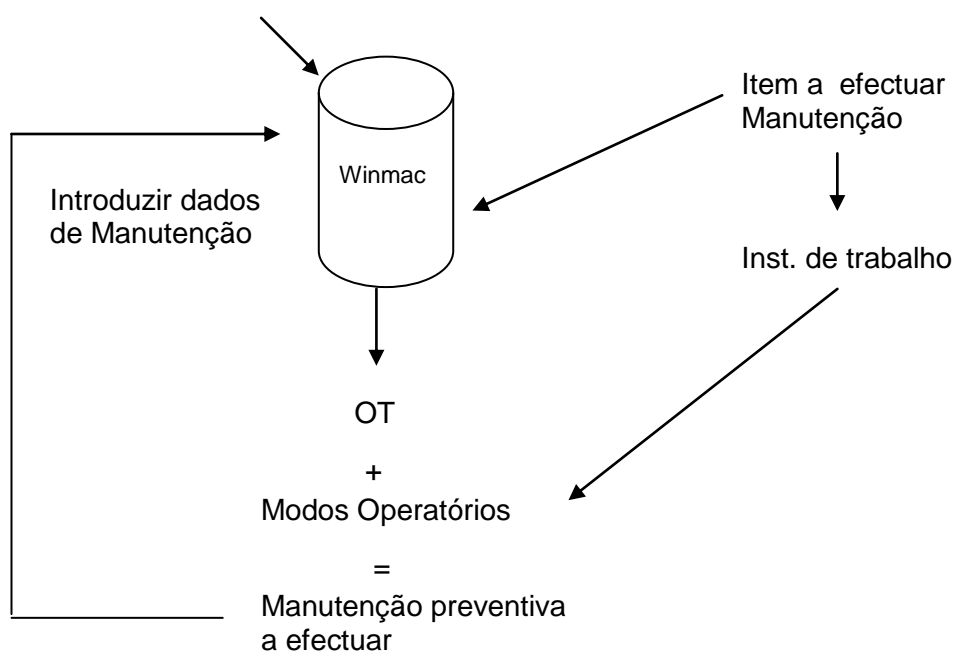 Item a efectuar
Manutenção
Winmac
Introduzir dados
de Manutenção
Inst. de trabalho
OT
+
Modos Operatórios
=
Manutenção preventiva
a efectuar